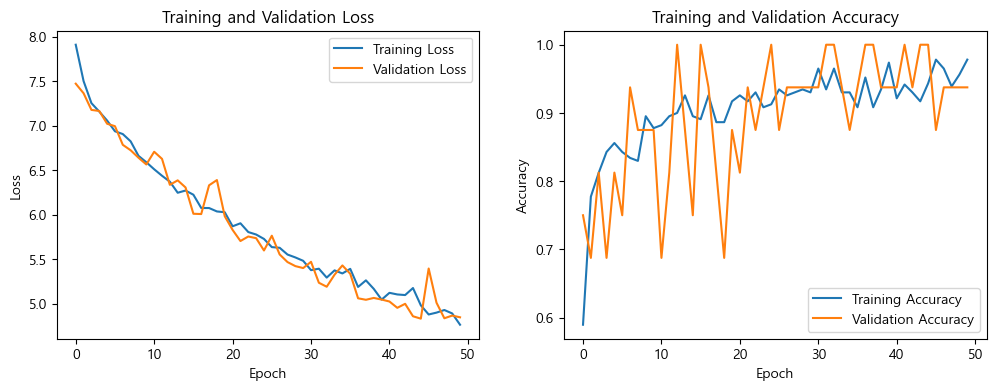 Training and Validation Loss
8.0
7.5
7.0
6.5
6.0
5.5
5.0
Loss
0 10 20 30 40 50
Epoch
Training Loss
Validation Loss
Training and Validation Accuracy
1.0
0.9
0.8
0.7
0.6
Accuracy
0 10 20 30 40 50
Epoch
Training Accuracy
Validation Accuracy